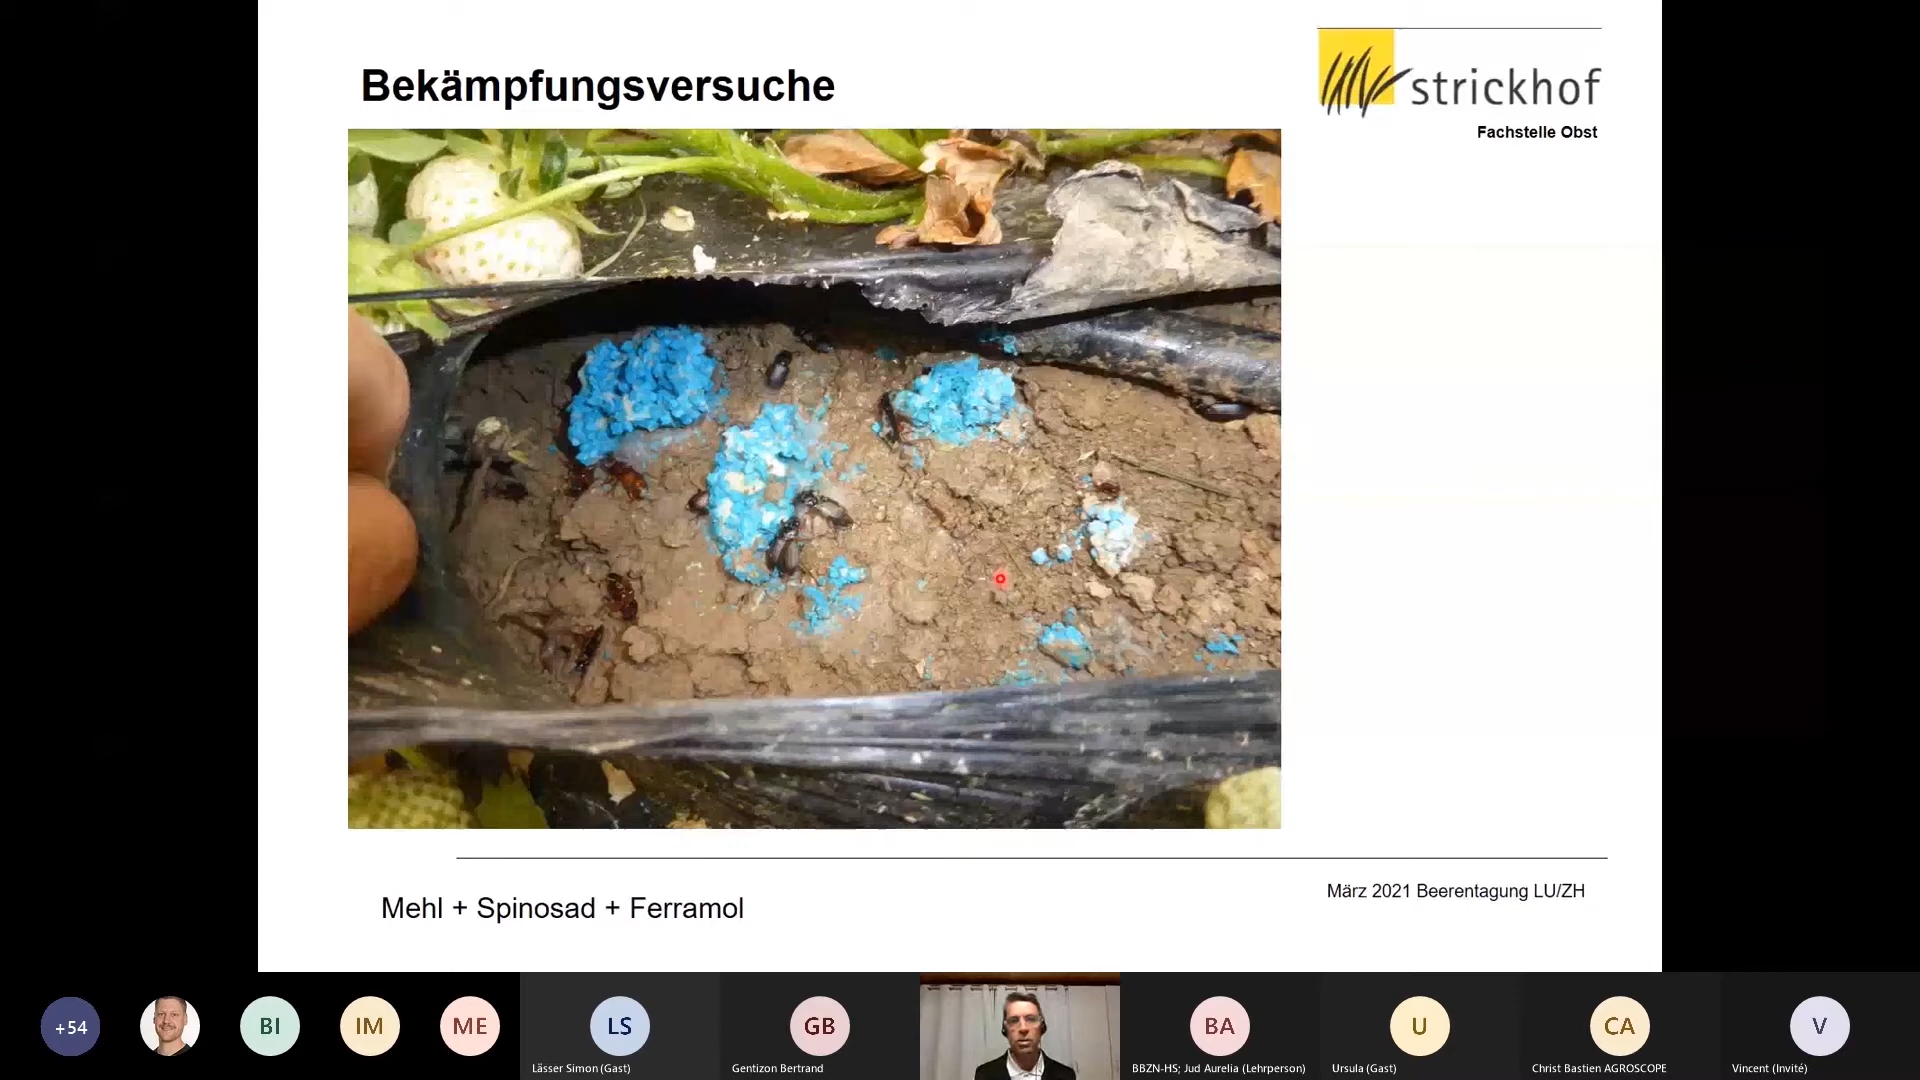 Bekämpfungsversuche
strickhof
Fachstelle Obst
Mehl + Spinosad + Ferramol
März 2021 Beerentagung LU/ZH
+54
BI
IM
ME
LS
GB
BA
U
CA
V
Lässer Simon (Gast)
Gentizon Bertrand
BBZN-HS; Jud Aurelia (Lehrperson)
Ursula (Gast)
Christ Bastien AGROSCOPE
Vincent (Invité)